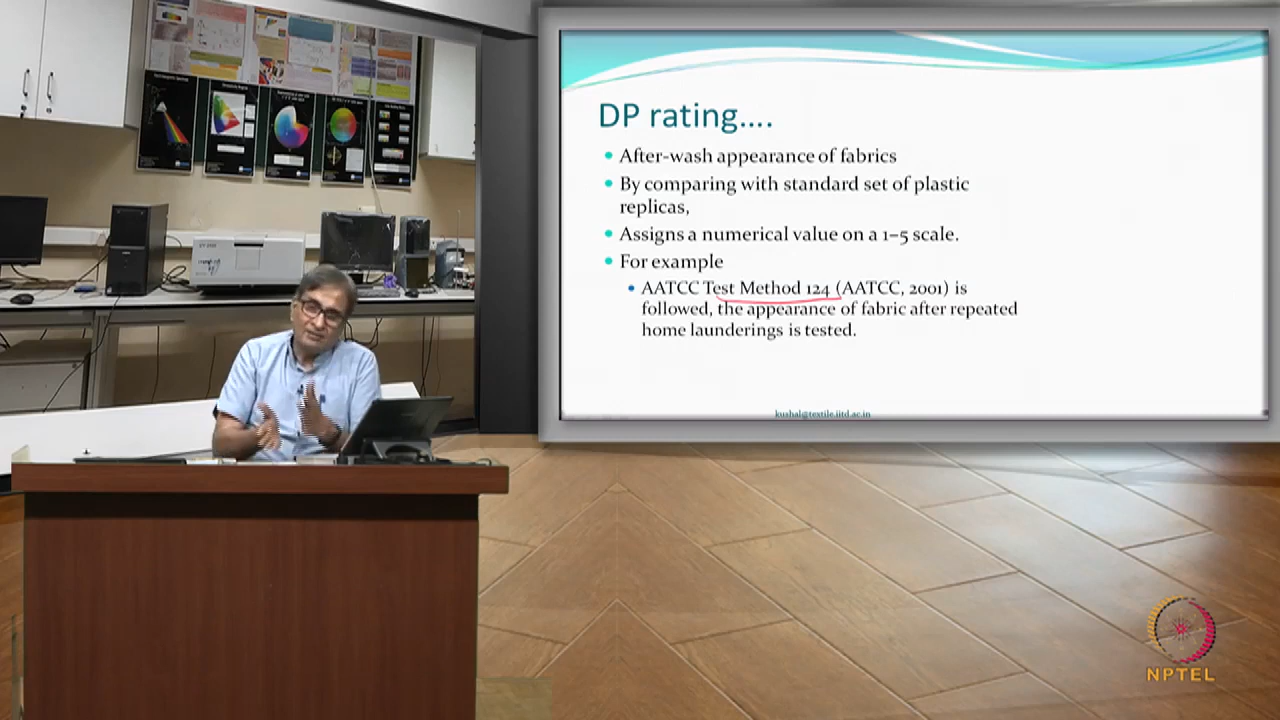 DP rating....
After-wash appearance of fabrics
By comparing with standard set of plastic
replicas,
Assigns a numerical value on a 1–5 scale.
For example
AATCC Test Method 124 (AATCC, 2001) is
followed, the appearance of fabric after repeated
home launderings is tested.
kushal@textile.iitd.ac.in
NPTEL